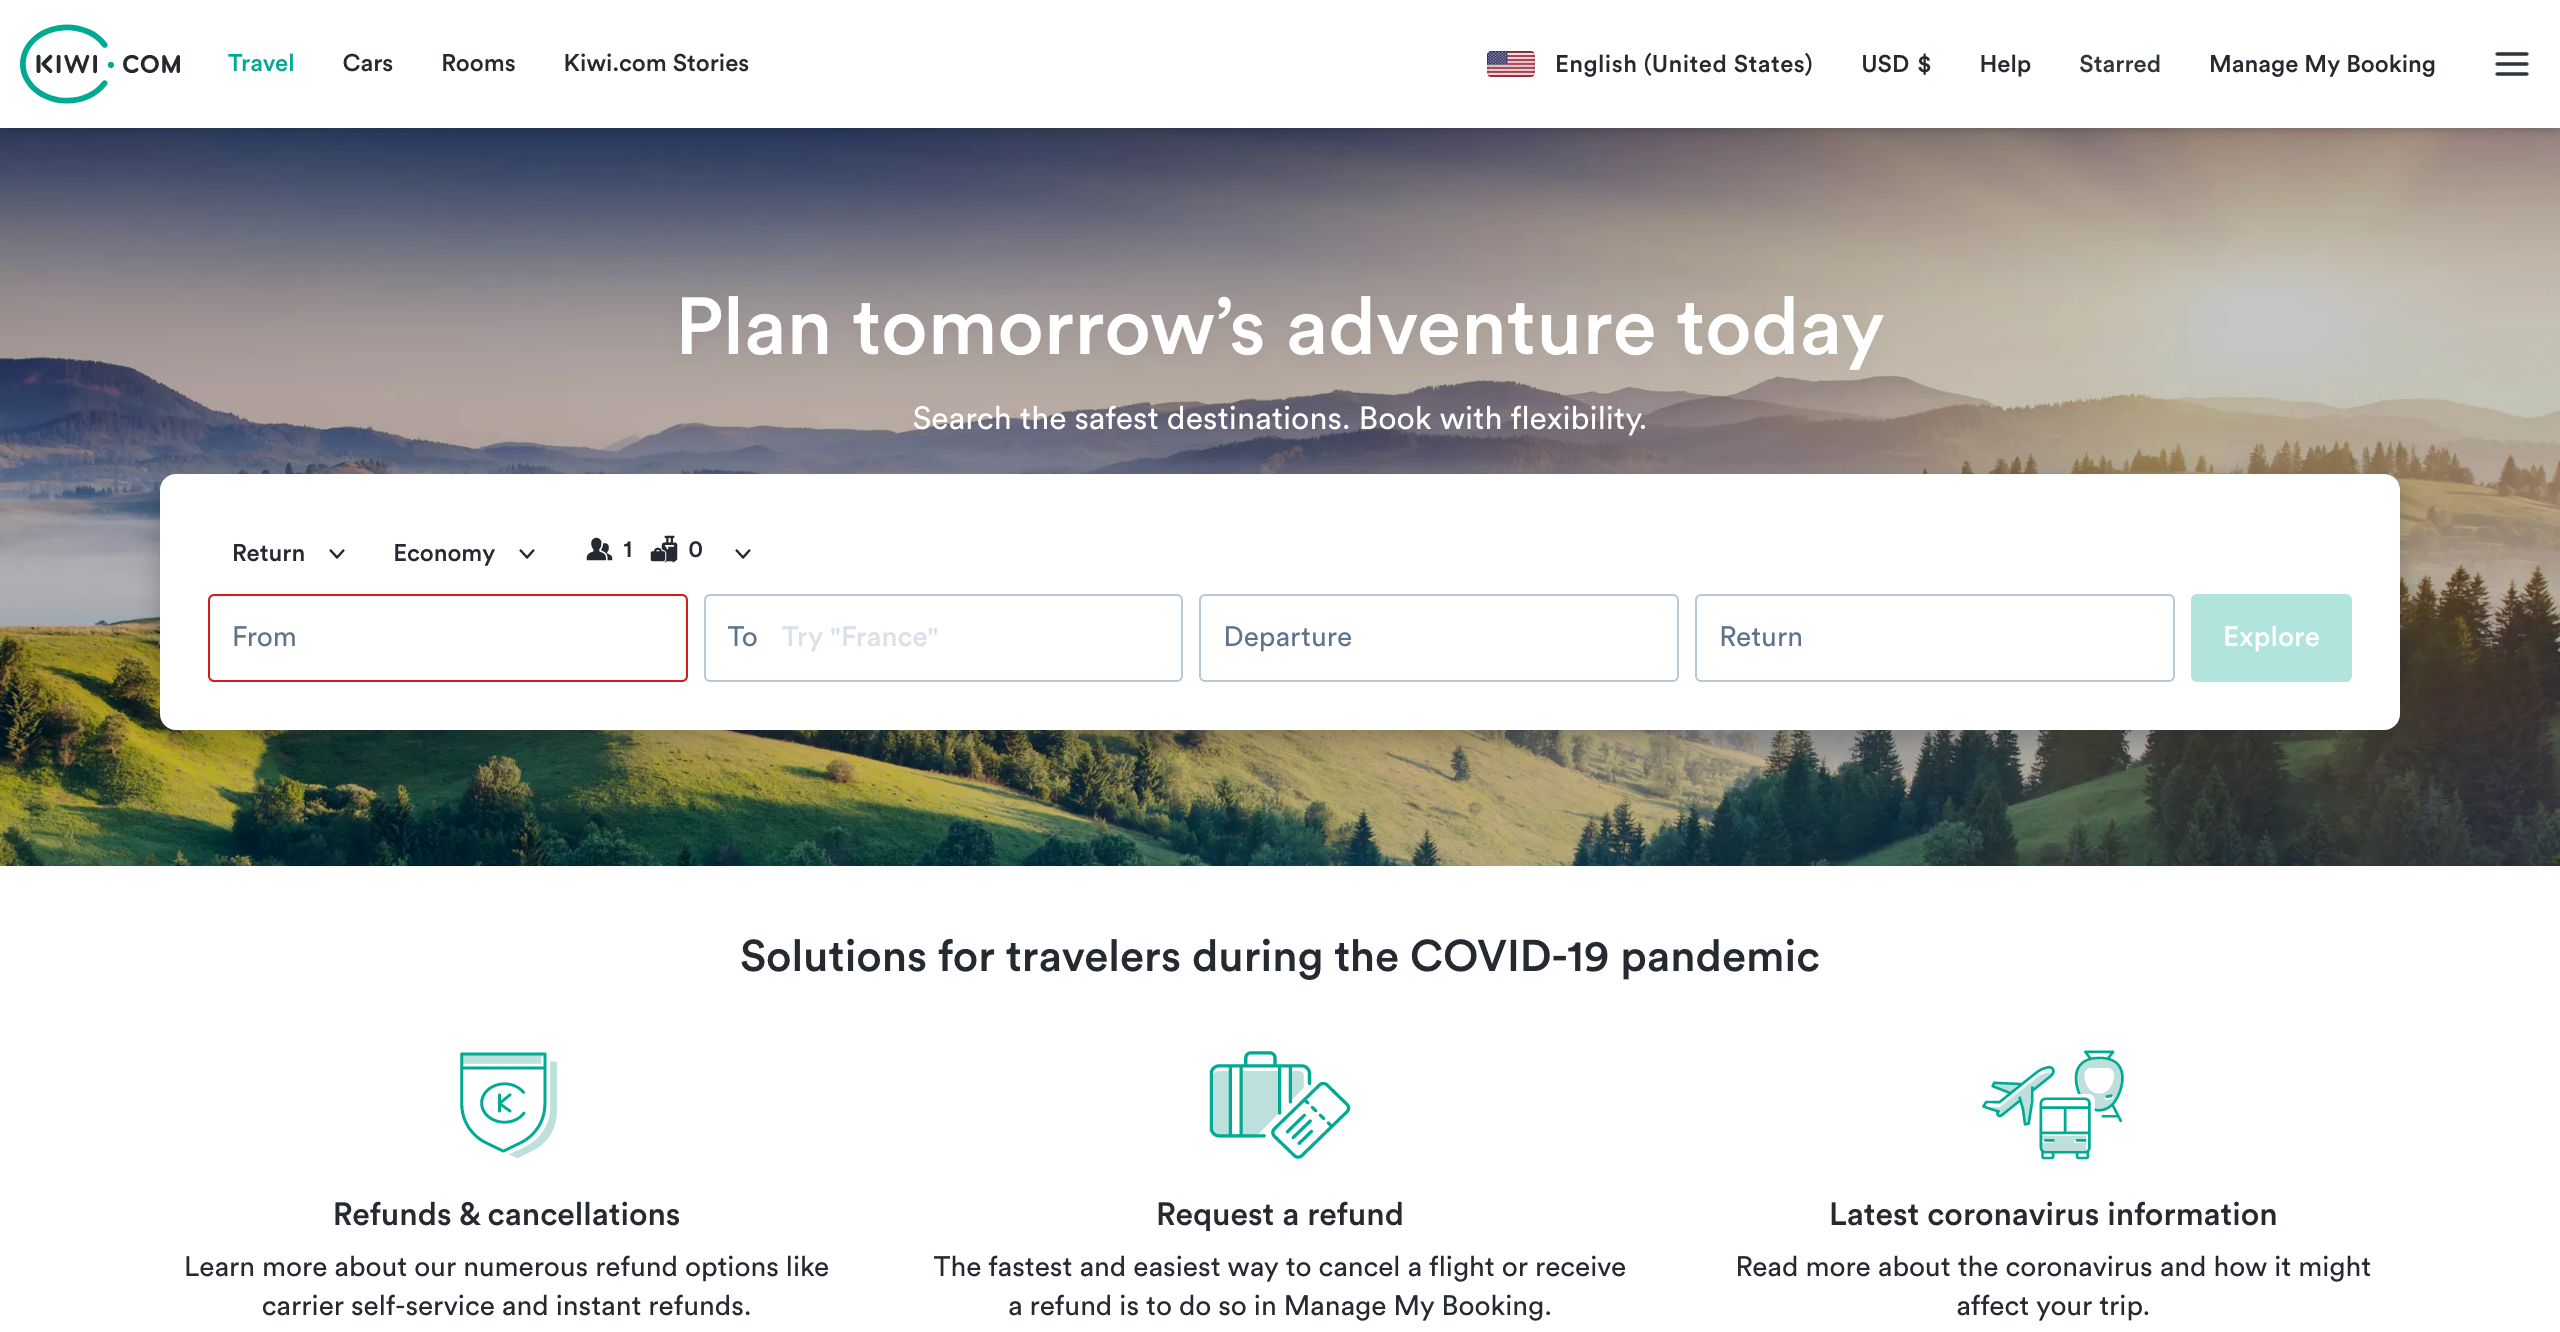 KIWI.COM Travel Cars Rooms Kiwi.com Stories English (United States) USD $ Help Starred Manage My Booking
Plan tomorrow’s adventure today
Search the safest destinations. Book with flexibility.
Return Economy 1 0
From To Try "France" Departure Return Explore
Solutions for travelers during the COVID-19 pandemic
K
Refunds & cancellations
Learn more about our numerous refund options like
carrier self-service and instant refunds.
Request a refund
The fastest and easiest way to cancel a flight or receive
a refund is to do so in Manage My Booking.
Latest coronavirus information
Read more about the coronavirus and how it might
affect your trip.